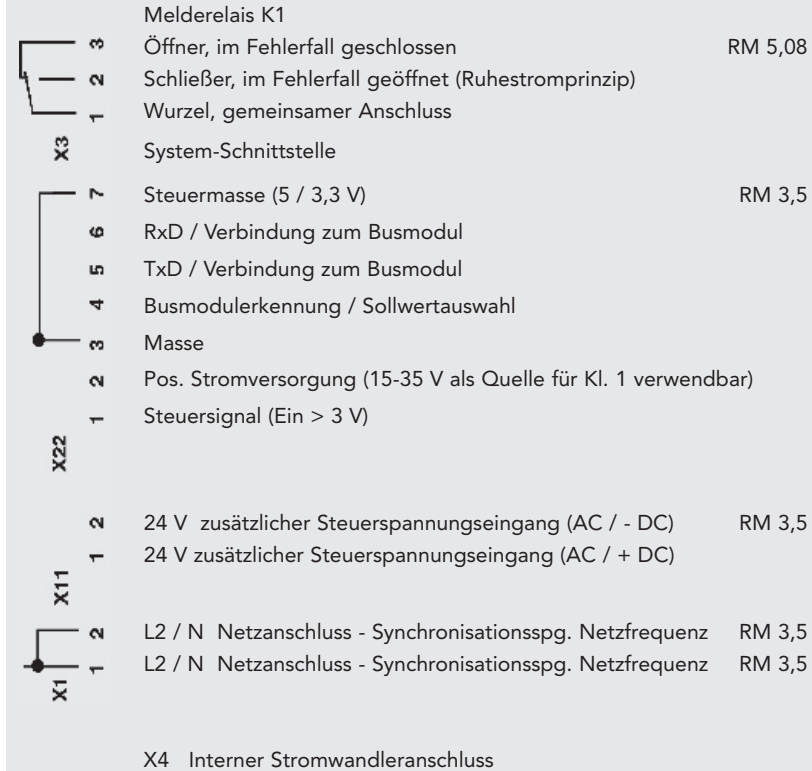 Melderelais K1
3 Öffner, im Fehlerfall geschlossen RM 5,08
2 Schließer, im Fehlerfall geöffnet (Ruhestromprinzip)
1 Wurzel, gemeinsamer Anschluss
X3 System-Schnittstelle
7 Steuermasse (5 / 3,3 V) RM 3,5
6 RxD / Verbindung zum Busmodul
5 TxD / Verbindung zum Busmodul
4 Busmodulerkennung / Sollwertauswahl
3 Masse
2 Pos. Stromversorgung (15-35 V als Quelle für Kl. 1 verwendbar)
1 Steuersignal (Ein > 3 V)
X22
2 24 V zusätzlicher Steuerspannungseingang (AC / - DC) RM 3,5
1 24 V zusätzlicher Steuerspannungseingang (AC / + DC)
X11
2 L2 / N Netzanschluss - Synchronisationsspg. Netzfrequenz RM 3,5
1 L2 / N Netzanschluss - Synchronisationsspg. Netzfrequenz RM 3,5
X1
X4 Interner Stromwandleranschluss